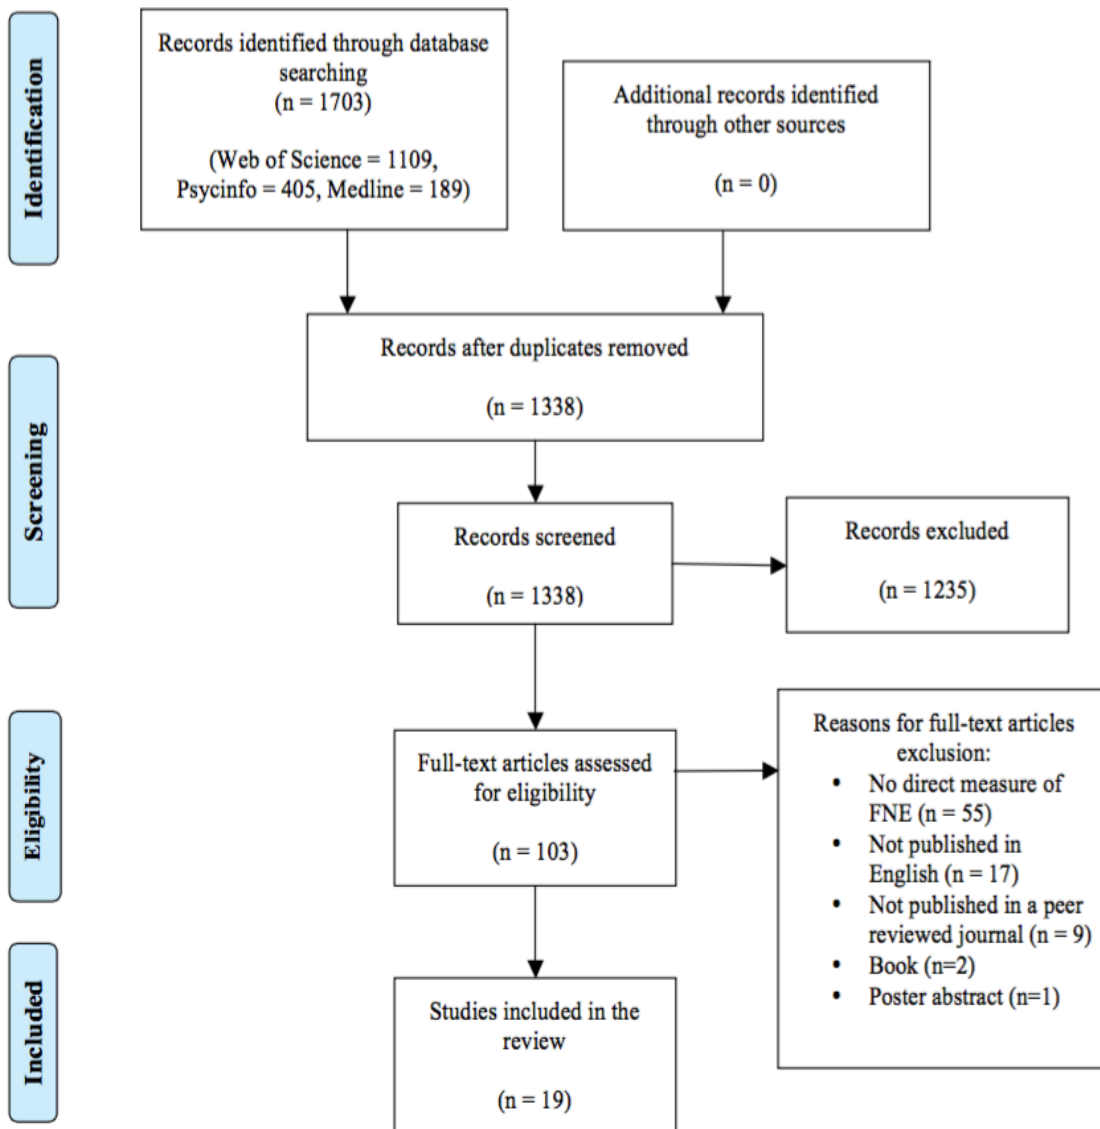 Identification
Records identified through database
searching
(n = 1703)
(Web of Science = 1109,
Psycinfo = 405, Medline = 189)
Additional records identified
through other sources
(n = 0)
Screening
Records after duplicates removed
(n = 1338)
Records screened
(n = 1338)
Records excluded
(n = 1235)
Eligibility
Full-text articles assessed
for eligibility
(n = 103)
Reasons for full-text articles
exclusion:
• No direct measure of
FNE (n = 55)
• Not published in
English (n = 17)
• Not published in a peer
reviewed journal (n = 9)
• Book (n=2)
• Poster abstract (n=1)
Included
Studies included in the
review
(n = 19)